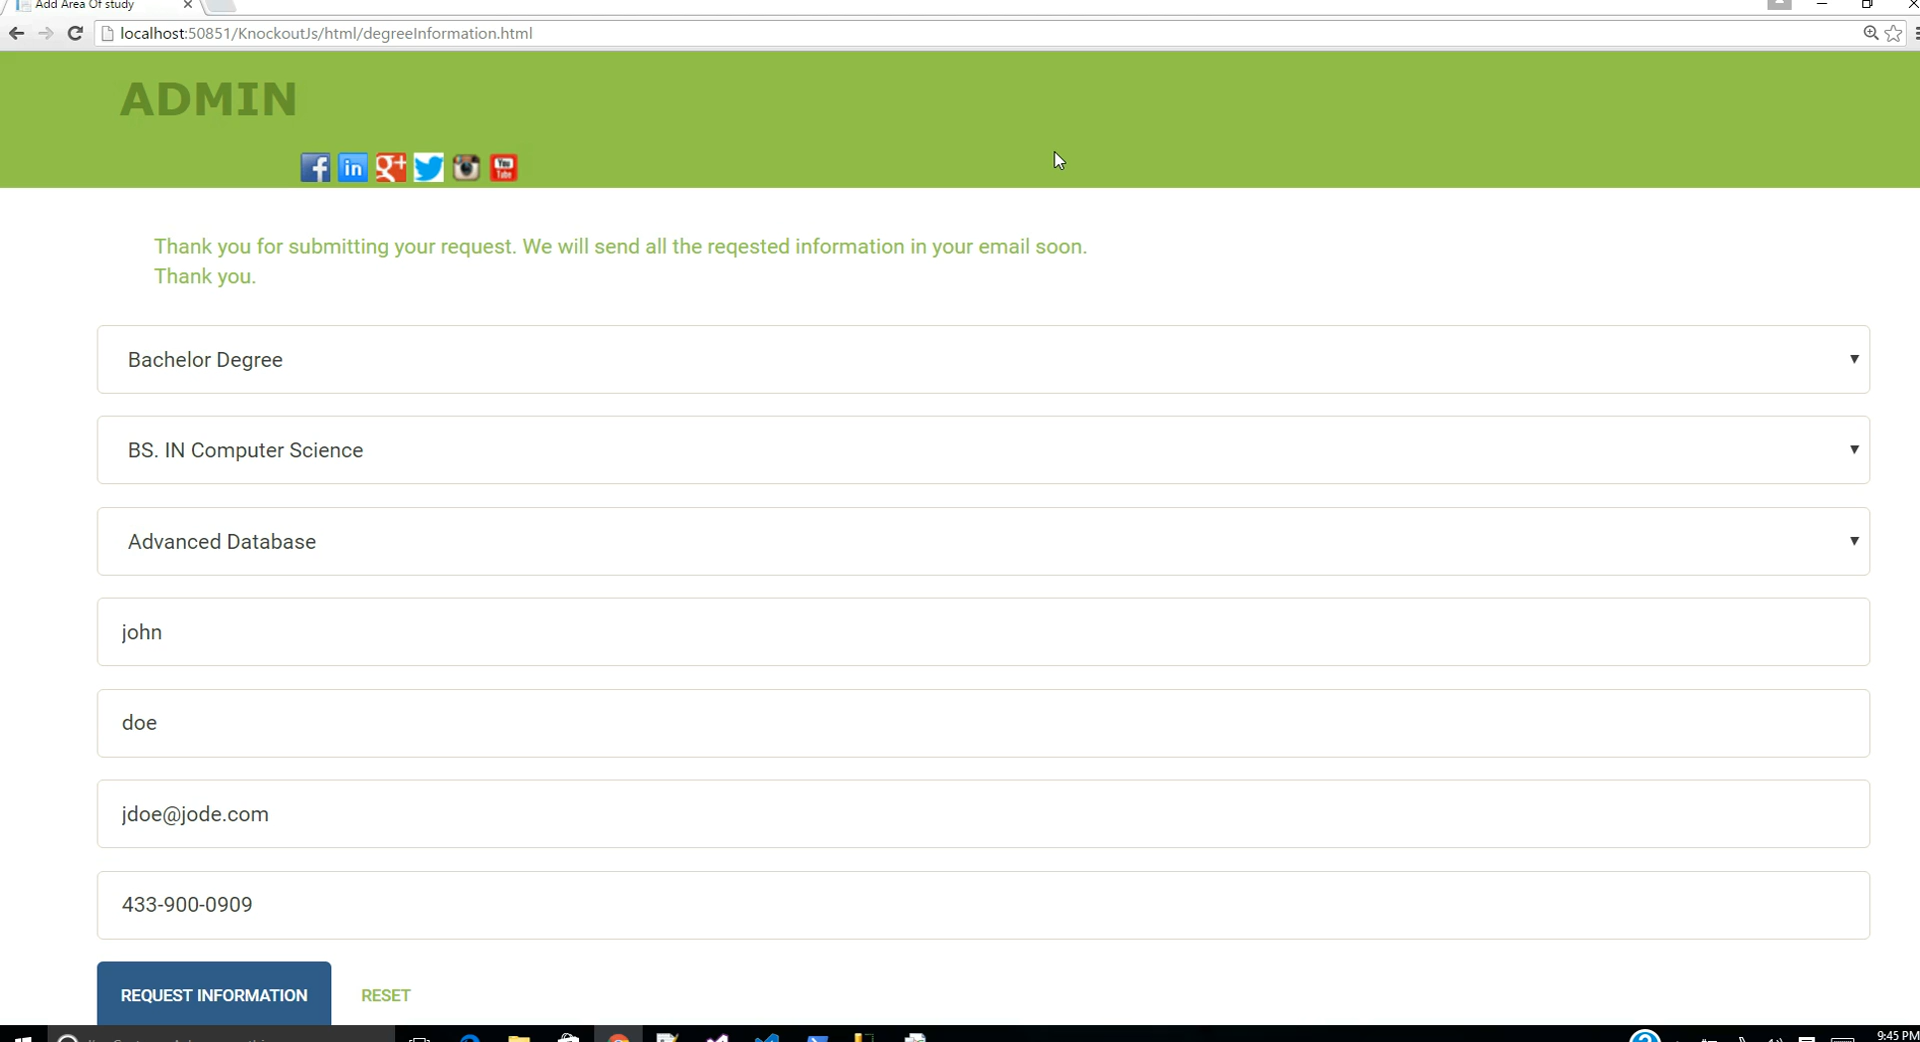 Add Area Of study
localhost:50851/KnockoutJs/html/degreeInformation.html
ADMIN
You
Tube
Thank you for submitting your request. We will send all the reqested information in your email soon.
Thank you.
Bachelor Degree
BS. IN Computer Science
Advanced Database
john
doe
jdoe@jode.com
433-900-0909
REQUEST INFORMATION
RESET
9:45 PM